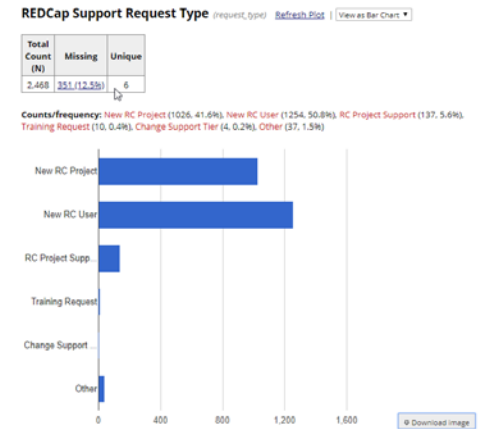 REDCap Support Request Type (request_type) Refresh Plot | View as Bar Chart ▼
Total Count (N) Missing Unique
2,468 351 (12.5%) 6
Counts/frequency: New RC Project (1026, 41.6%), New RC User (1254, 50.8%), RC Project Support (137, 5.6%),
Training Request (10, 0.4%), Change Support Tier (4, 0.2%), Other (37, 1.5%)
New RC Project
New RC User
RC Project Supp...
Training Request
Change Support ...
Other
0 400 800 1,200 1,600
Download image